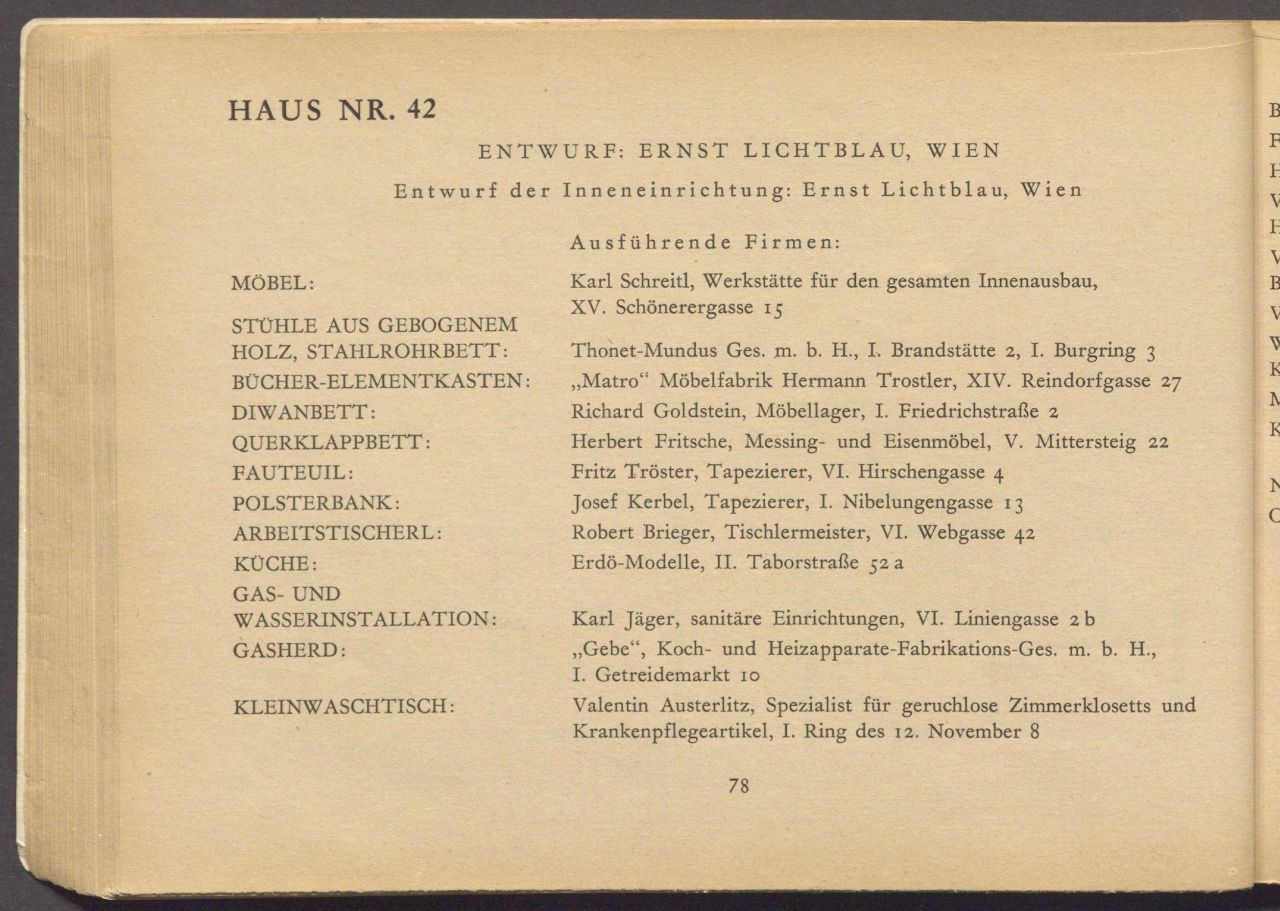 HAUS NR. 42
ENTWURF: ERNST LICHTBLAU, WIEN
Entwurf der Inneneinrichtung: Ernst Lichtblau, Wien
Ausführende Firmen:
MÖBEL: Karl Schreitl, Werkstätte für den gesamten Innenausbau,
XV. Schönerergasse 15
STÜHLE AUS GEBOGENEM
HOLZ, STAHLROHRBETT: Thonet-Mundus Ges. m. b. H., I. Brandstätte 2, I. Burgring 3
BÜCHER-ELEMENTKASTEN: „Matro“ Möbelfabrik Hermann Trostler, XIV. Reindorfgasse 27
DIWANBETT: Richard Goldstein, Möbellager, I. Friedrichstraße 2
QUERKLAPPBETT: Herbert Fritsche, Messing- und Eisenmöbel, V. Mittersteig 22
FAUTEUIL: Fritz Tröster, Tapezierer, VI. Hirschengasse 4
POLSTERBANK: Josef Kerbel, Tapezierer, I. Nibelungengasse 13
ARBEITSTISCHERL: Robert Brieger, Tischlermeister, VI. Webgasse 42
KÜCHE: Erdö-Modelle, II. Taborstraße 52 a
GAS- UND
WASSERINSTALLATION: Karl Jäger, sanitäre Einrichtungen, VI. Liniengasse 2 b
GASHERD: „Gebe“, Koch- und Heizapparate-Fabrikations-Ges. m. b. H.,
I. Getreidemarkt 10
KLEINWASCHTISCH: Valentin Austerlitz, Spezialist für geruchlose Zimmerklosetts und
Krankenpflegeartikel, I. Ring des 12. November 8
78